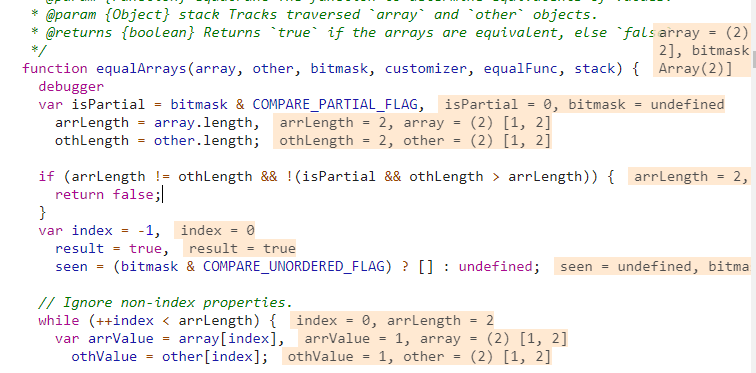 * @param {Object} stack Tracks traversed `array` and `other` objects.
* @returns {boolean} Returns `true` if the arrays are equivalent, else `fals array = (2)
*/ 2], bitmask
function equalArrays(array, other, bitmask, customizer, equalFunc, stack) { Array(2)]
debugger
var isPartial = bitmask & COMPARE_PARTIAL_FLAG, isPartial = 0, bitmask = undefined
arrLength = array.length, arrLength = 2, array = (2) [1, 2]
othLength = other.length; othLength = 2, other = (2) [1, 2]
if (arrLength != othLength && !(isPartial && othLength > arrLength)) { arrLength = 2,
return false;
}
var index = -1, index = 0
result = true, result = true
seen = (bitmask & COMPARE_UNORDERED_FLAG) ? [] : undefined; seen = undefined, bitma
// Ignore non-index properties.
while (++index < arrLength) { index = 0, arrLength = 2
var arrValue = array[index], arrValue = 1, array = (2) [1, 2]
othValue = other[index]; othValue = 1, other = (2) [1, 2]